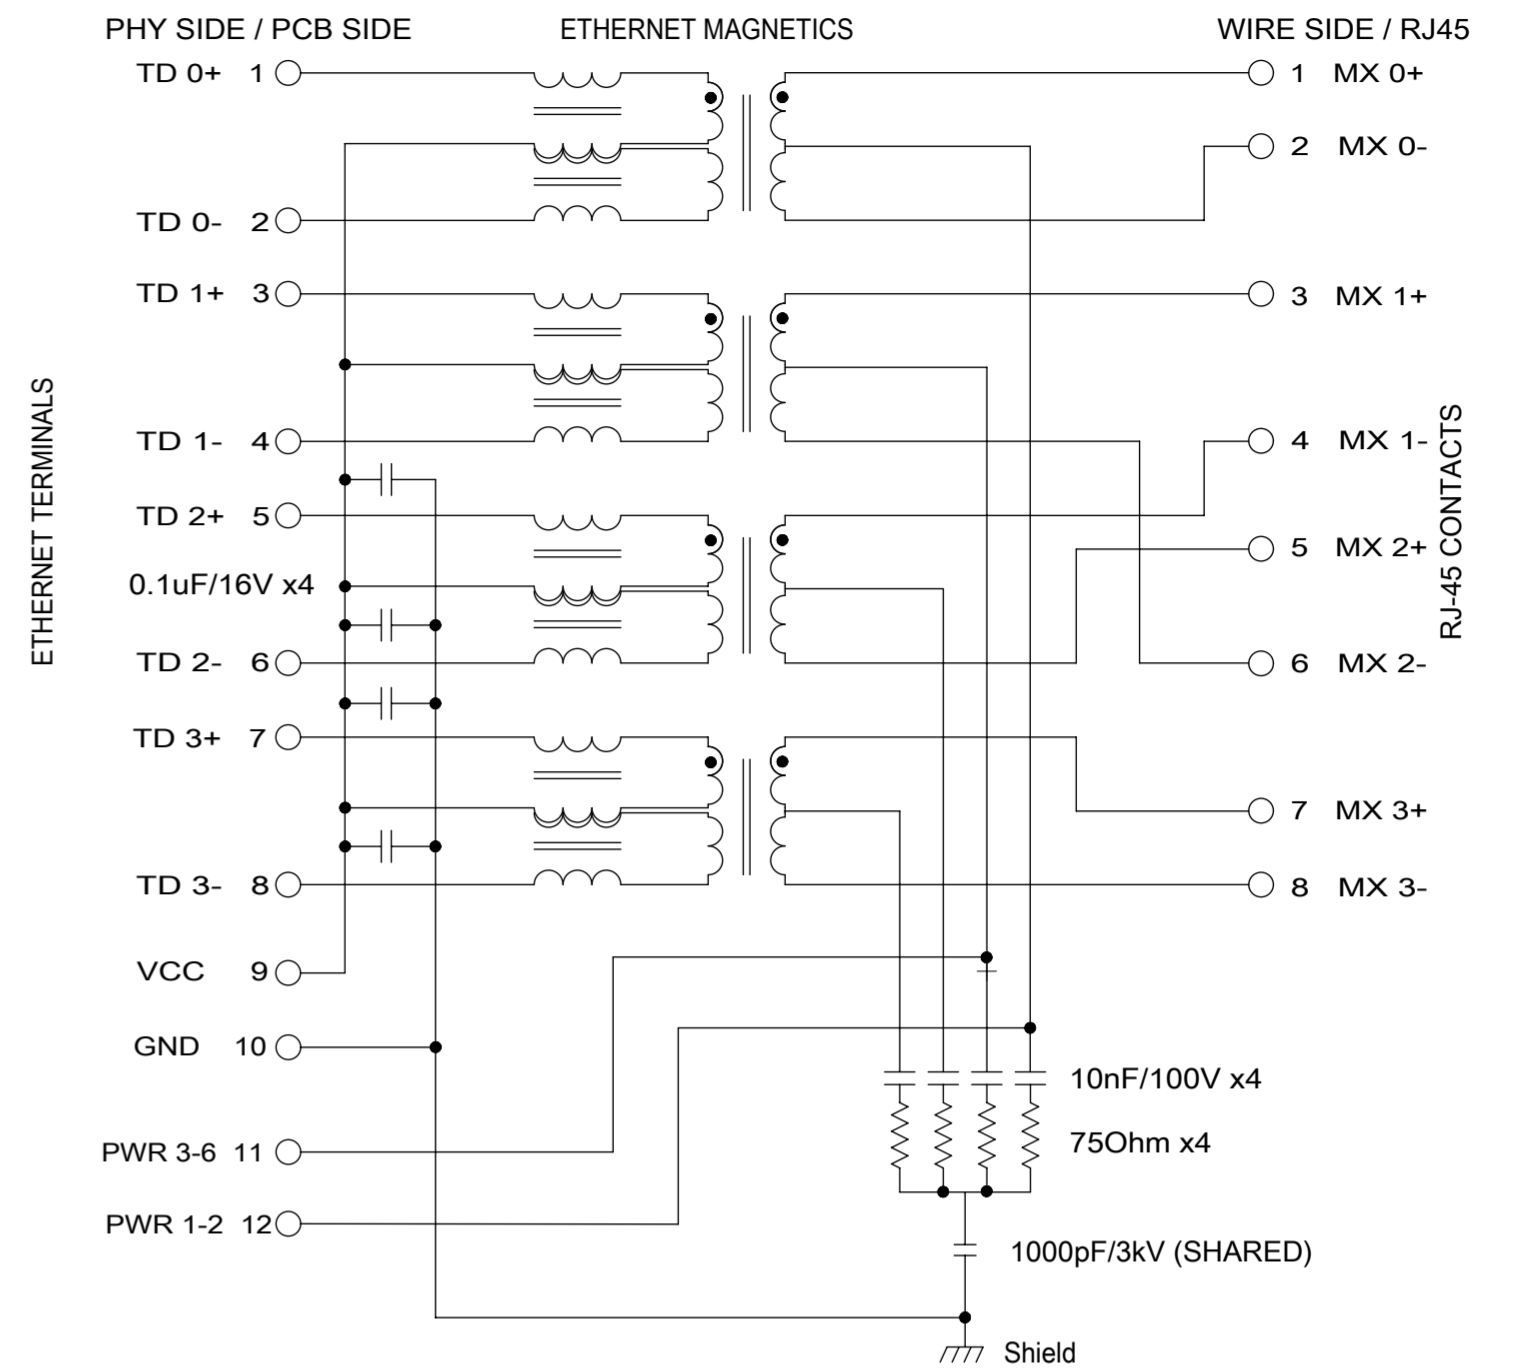 PHY SIDE / PCB SIDE
ETHERNET MAGNETICS
WIRE SIDE / RJ45
TD 0+ 1
1 MX 0+
2 MX 0-
TD 0- 2
TD 1+ 3
3 MX 1+
ETHERNET TERMINALS
RJ-45 CONTACTS
TD 1- 4
4 MX 1-
TD 2+ 5
5 MX 2+
0.1uF/16V x4
TD 2- 6
6 MX 2-
TD 3+ 7
7 MX 3+
TD 3- 8
8 MX 3-
VCC 9
GND 10
10nF/100V x4
PWR 3-6 11
75Ohm x4
PWR 1-2 12
1000pF/3kV (SHARED)
Shield